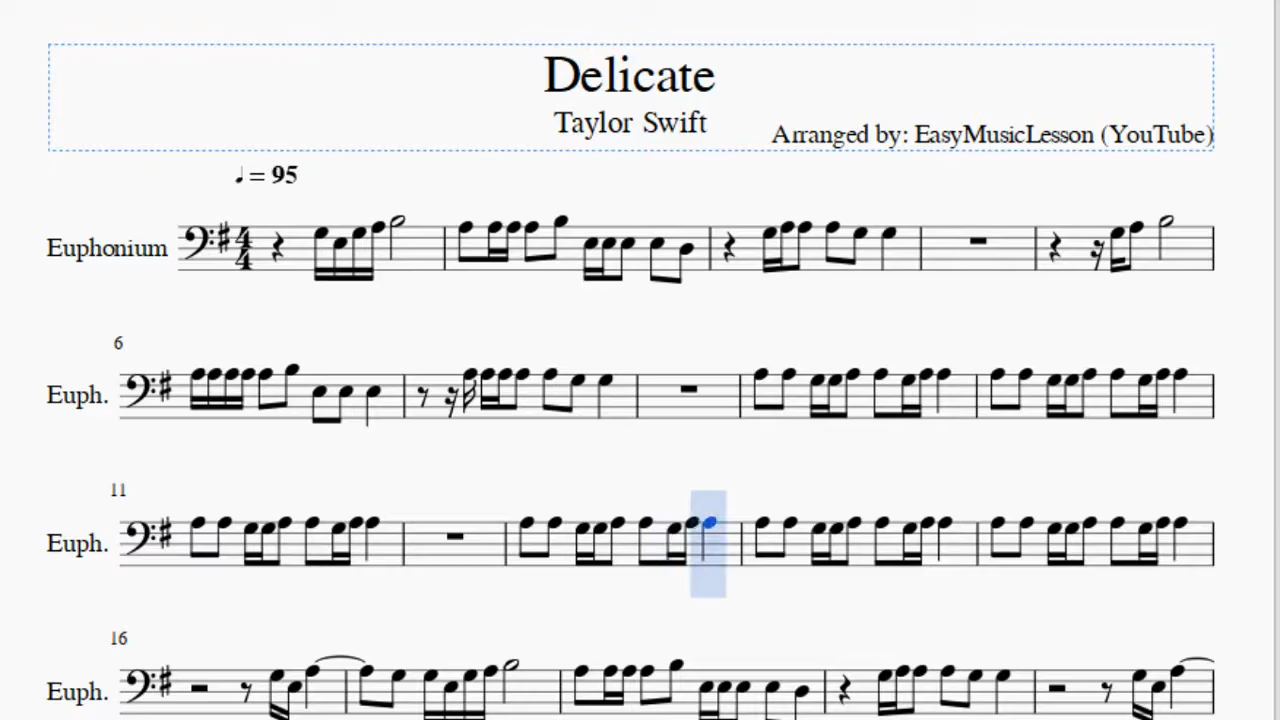 Delicate
Taylor Swift
Arranged by: EasyMusicLesson (YouTube)
♩ = 95
Euphonium
6
Euph.
11
Euph.
16
Euph.